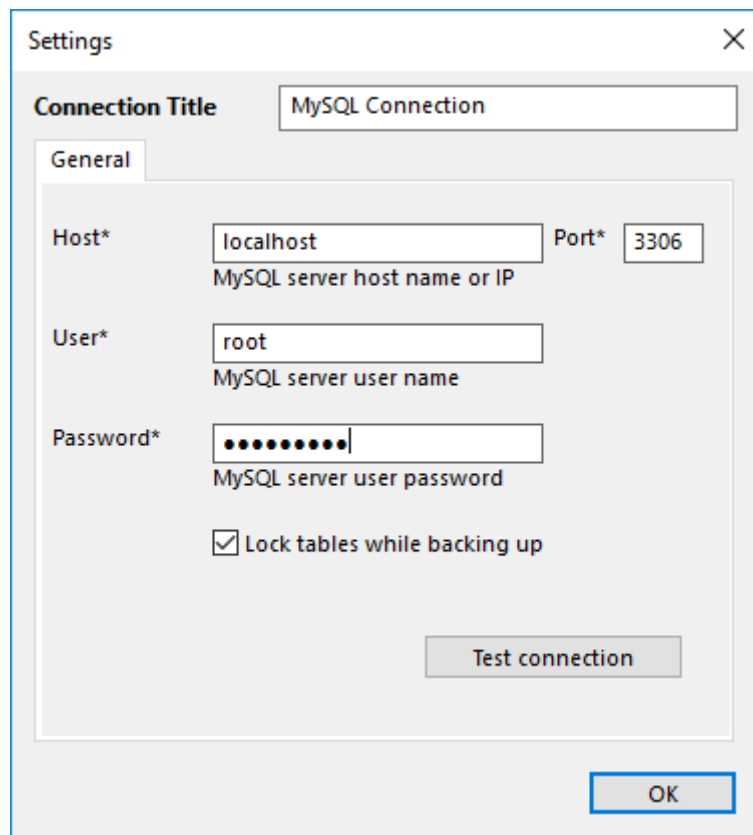 Settings
Connection Title MySQL Connection
General
Host* localhost Port* 3306
MySQL server host name or IP
User* root
MySQL server user name
Password* ●●●●●●●●●
MySQL server user password
Lock tables while backing up
Test connection
OK